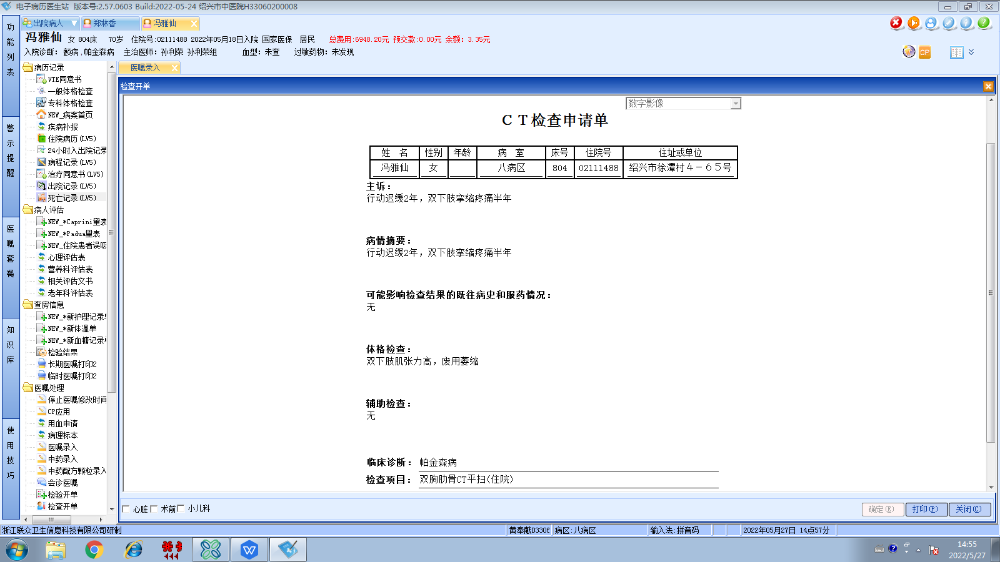 电子病历医生站 版本号:2.57.0603 Build:2022-05-24 绍兴市中医院H33060200008
功能列表
警示提醒
医嘱套餐
知识库
使用技巧
出院病人
郑林香
冯雅仙
冯雅仙 女 804床 70岁 住院号:02111488 2022年05月18日入院 国家医保 居民 总费用:6948.20元 预交款:0.00元 余额: 3.35元
入院诊断: 颤病,帕金森病 主治医师: 孙利荣 孙利荣组 血型: 未查 过敏药物: 未发现
CP
病历记录
VTE同意书
一般体格检查
专科体格检查
NEW_病案首页
疾病补报
住院病历(LV5)
24小时入出院记录
病程记录(LV5)
治疗同意书(LV5)
出院记录(LV5)
死亡记录(LV5)
病人评估
NEW_*Caprini量表
NEW_*Padua量表
NEW_住院患者误吸
心理评估表
营养科评估表
相关评估文书
老年科评估表
查房信息
NEW_*新护理记录单
NEW_*新体温单
NEW_*新血糖记录单
检验结果
长期医嘱打印2
临时医嘱打印2
医嘱处理
停止医嘱修改时间
CP应用
用血申请
病理标本
医嘱录入
中药录入
中药配方颗粒录入
会诊医嘱
检验开单
检查开单
医嘱录入
检查开单
数字影像
CT检查申请单
姓 名 性别 年龄 病 室 床号 住院号 住址或单位
冯雅仙 女 八病区 804 02111488 绍兴市徐潭村4-65号
主诉:
行动迟缓2年, 双下肢挛缩疼痛半年
病情摘要:
行动迟缓2年, 双下肢挛缩疼痛半年
可能影响检查结果的既往病史和服药情况:
无
体格检查:
双下肢肌张力高, 废用萎缩
辅助检查:
无
临床诊断: 帕金森病
检查项目: 双胸肋骨CT平扫(住院)
心脏 术前 小儿科
确定(E) 打印(P) 关闭(C)
浙江联众卫生信息科技有限公司研制 黄奉献D3306 病区:八病区 输入法:拼音码 2022年05月27日 14点57分
14:55
2022/5/27